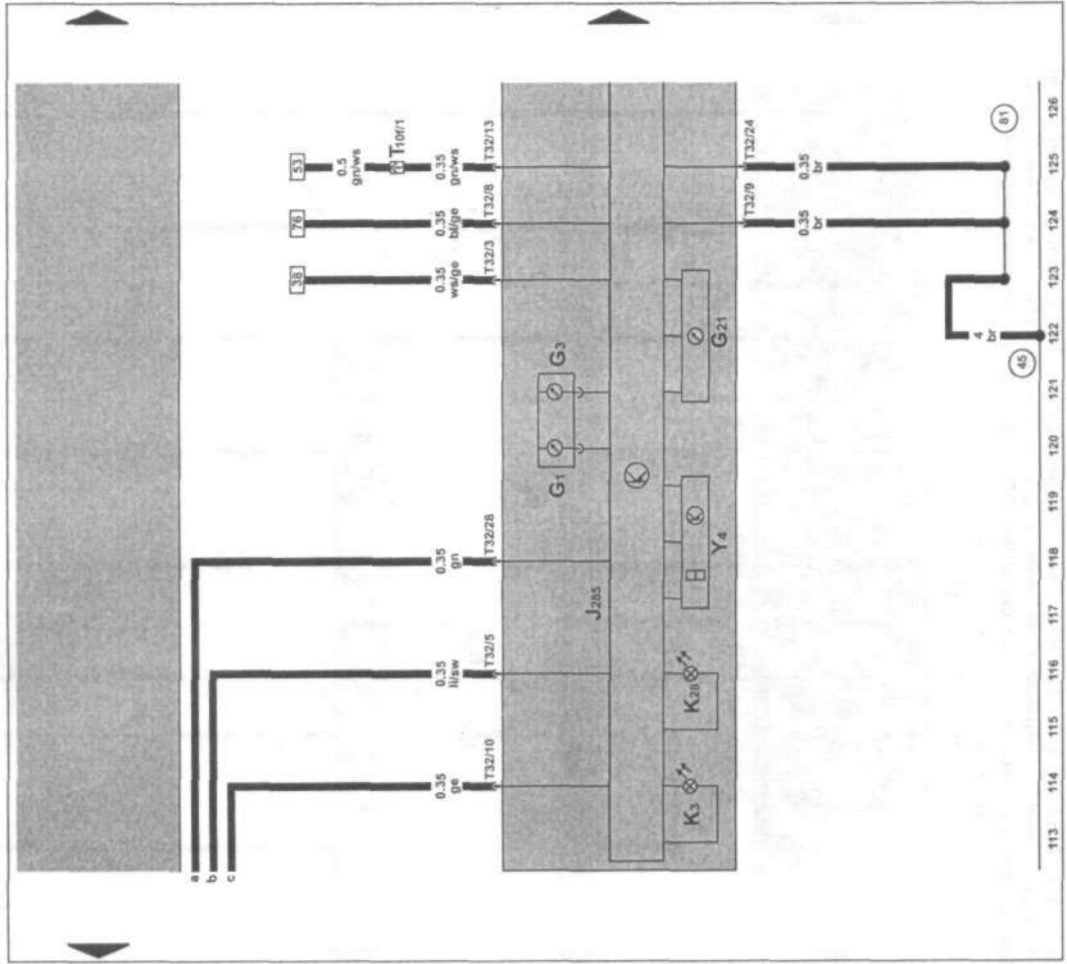 a
b
c
38 76 53
0.5
gn/ws
T10f/1
0.35 0.35 0.35 0.35 0.35 0.35
ge li/sw gn ws/ge bl/ge gn/ws
T32/10 T32/5 T32/28 T32/3 T32/8 T32/13
G1 G3
J285
K3 K28 Y4 G21
T32/9 T32/24
0.35 0.35
br br
4
br
81
45
113 114 115 116 117 118 119 120 121 122 123 124 125 126